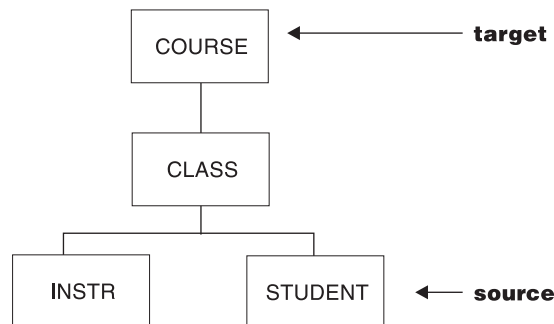 COURSE
target
CLASS
INSTR
STUDENT
source